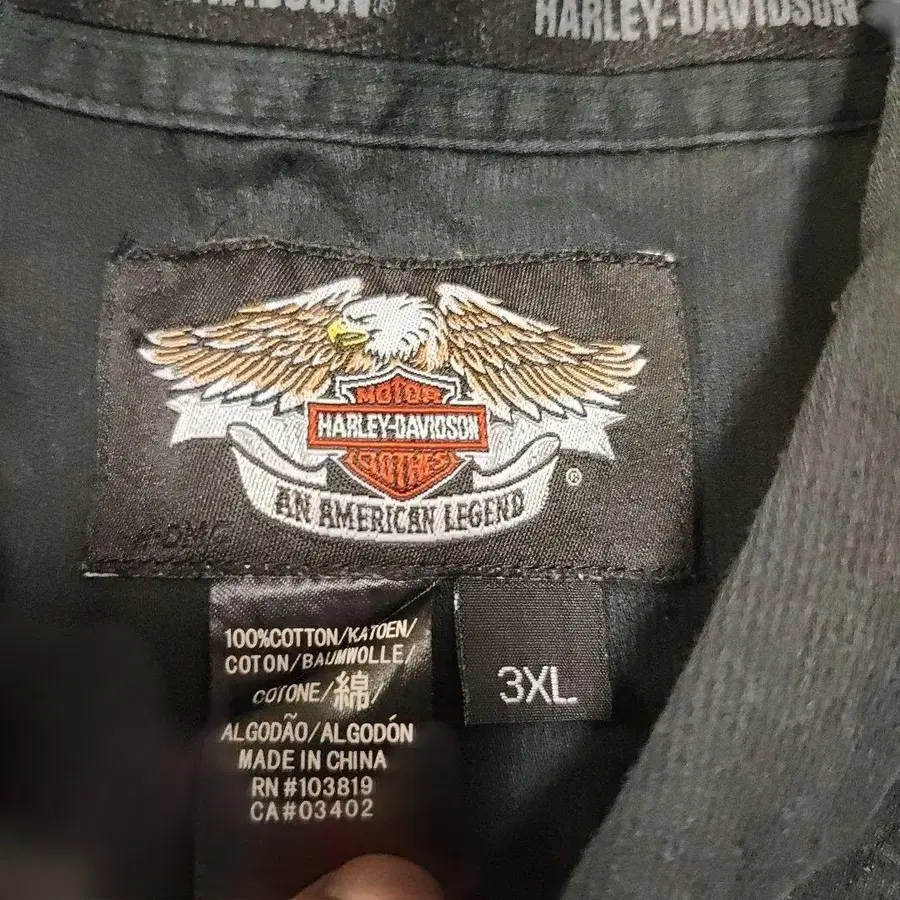 HARLEY-DAVIDSON
MOTOR
HARLEY-DAVIDSON
CLOTHES
AN AMERICAN LEGEND
®
100%COTTON/KATOEN/
COTON/BAUMWOLLE/
COTONE/綿/
ALGODÃO/ALGODÓN
MADE IN CHINA
RN#103819
CA#03402
3XL